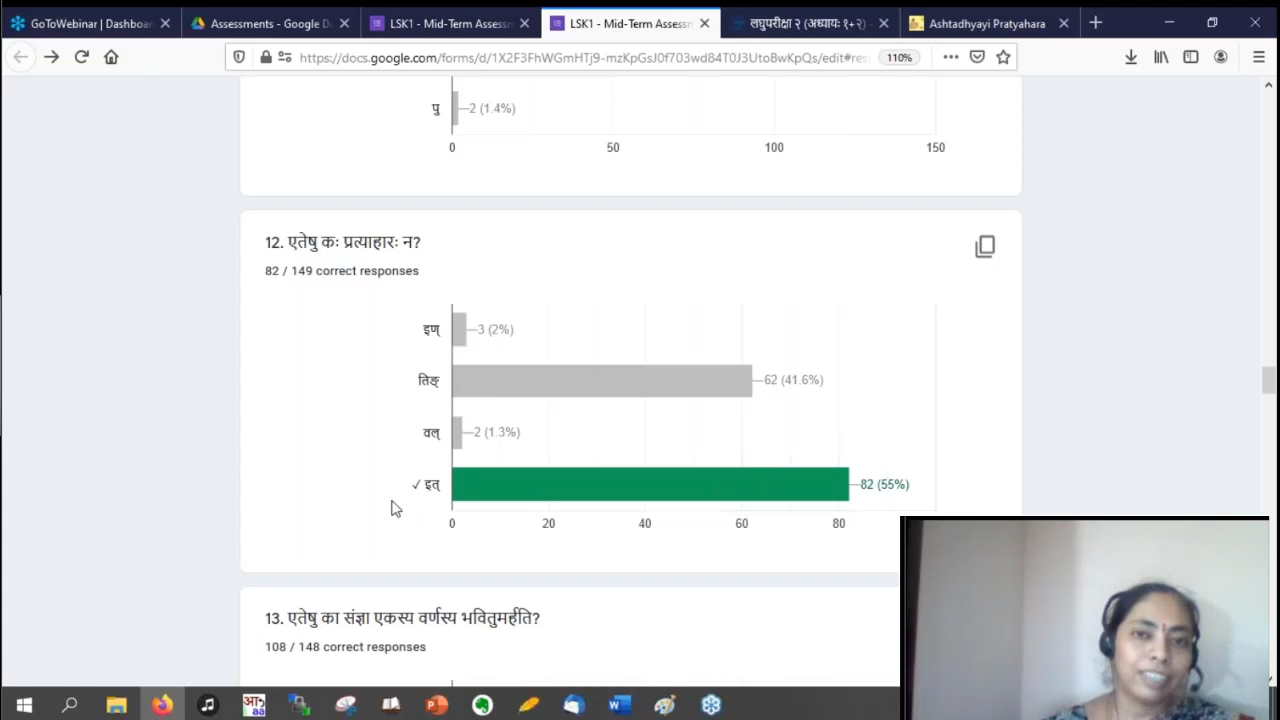 GoToWebinar | Dashboar
Assessments - Google D
LSK1 - Mid-Term Assessm
LSK1 - Mid-Term Assessm
लघुपरीक्षा २ (अध्यायः १+२)
Ashtadhyayi Pratyahara
https://docs.google.com/forms/d/1X2F3FhWGmHTj9-mzKpGsJ0f703wd84T0J3UtoBwKpQs/edit#res
110%
पु
2 (1.4%)
0 50 100 150
12. एतेषु कः प्रत्याहारः न?
82 / 149 correct responses
इण्
3 (2%)
तिङ्
62 (41.6%)
वल्
2 (1.3%)
✓ इत्
82 (55%)
0 20 40 60 80
13. एतेषु का संज्ञा एकस्य वर्णस्य भवितुमर्हति?
108 / 148 correct responses